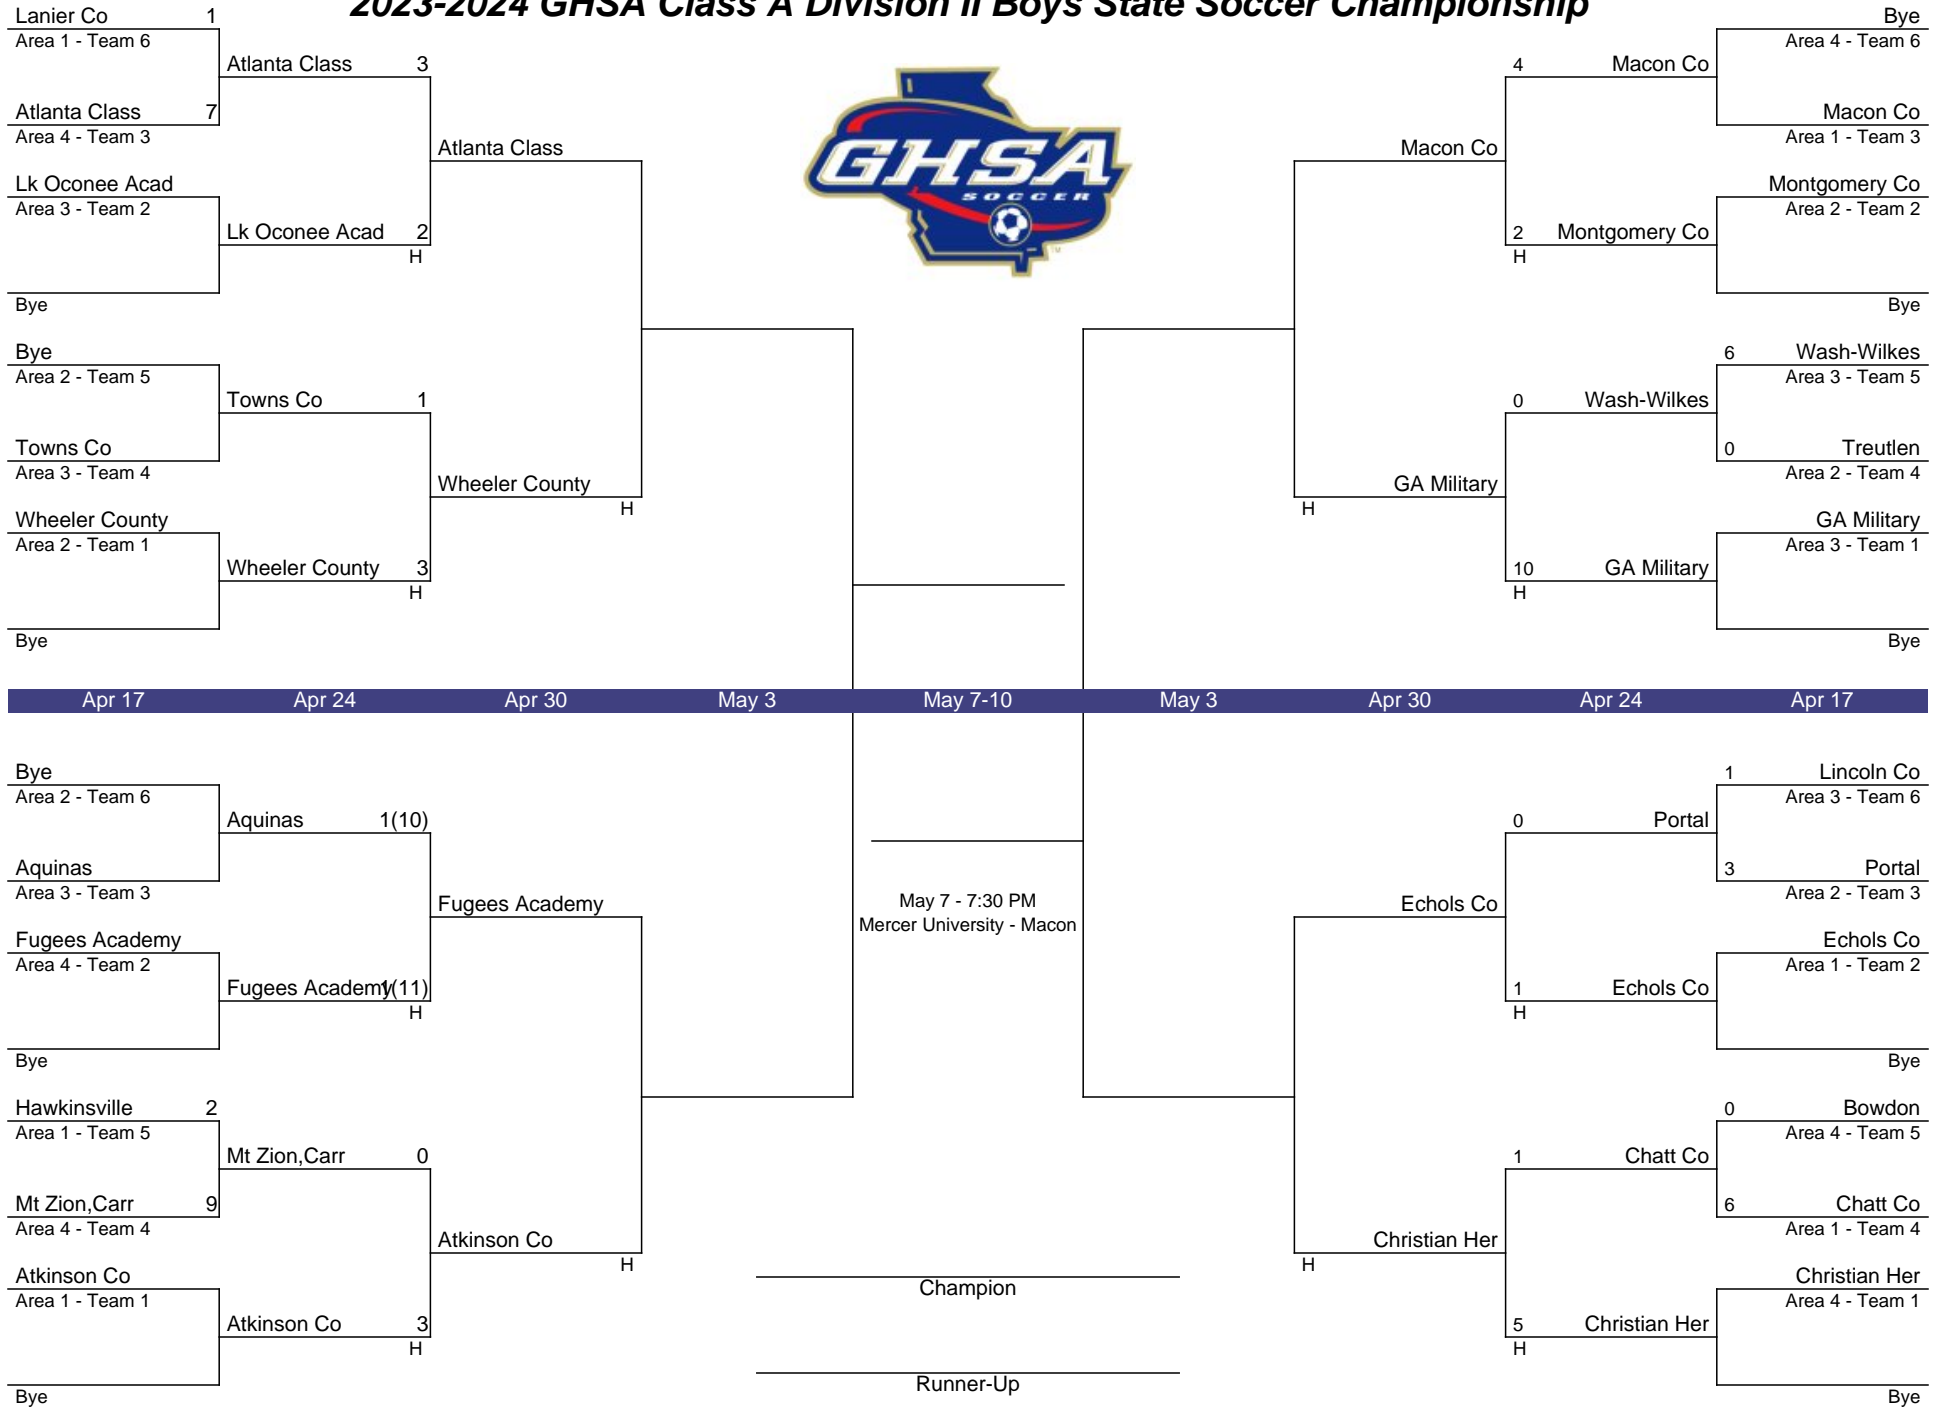 2023-2024 GHSA Class A Division II Boys State Soccer Championship
Lanier Co 1
Area 1 - Team 6
Atlanta Class 7
Area 4 - Team 3
Lk Oconee Acad
Area 3 - Team 2
Bye
Bye
Area 2 - Team 5
Towns Co
Area 3 - Team 4
Wheeler County
Area 2 - Team 1
Bye
Atlanta Class 3
Lk Oconee Acad 2
H
Towns Co 1
Wheeler County 3
H
Atlanta Class
Wheeler County
H
GHSA
SOCCER
TM
Macon Co
GA Military
H
4 Macon Co
2 Montgomery Co
H
0 Wash-Wilkes
10 GA Military
H
Bye
Area 4 - Team 6
Macon Co
Area 1 - Team 3
Montgomery Co
Area 2 - Team 2
Bye
6 Wash-Wilkes
Area 3 - Team 5
0 Treutlen
Area 2 - Team 4
GA Military
Area 3 - Team 1
Bye
Apr 17 Apr 24 Apr 30 May 3 May 7-10 May 3 Apr 30 Apr 24 Apr 17
Bye
Area 2 - Team 6
Aquinas
Area 3 - Team 3
Fugees Academy
Area 4 - Team 2
Bye
Hawkinsville 2
Area 1 - Team 5
Mt Zion,Carr 9
Area 4 - Team 4
Atkinson Co
Area 1 - Team 1
Bye
Aquinas 1(10)
Fugees Academy 1(11)
H
Mt Zion,Carr 0
Atkinson Co 3
H
Fugees Academy
Atkinson Co
H
May 7 - 7:30 PM
Mercer University - Macon
Champion
Runner-Up
Echols Co
Christian Her
H
0 Portal
1 Echols Co
H
1 Chatt Co
5 Christian Her
H
1 Lincoln Co
Area 3 - Team 6
3 Portal
Area 2 - Team 3
Echols Co
Area 1 - Team 2
Bye
0 Bowdon
Area 4 - Team 5
6 Chatt Co
Area 1 - Team 4
Christian Her
Area 4 - Team 1
Bye